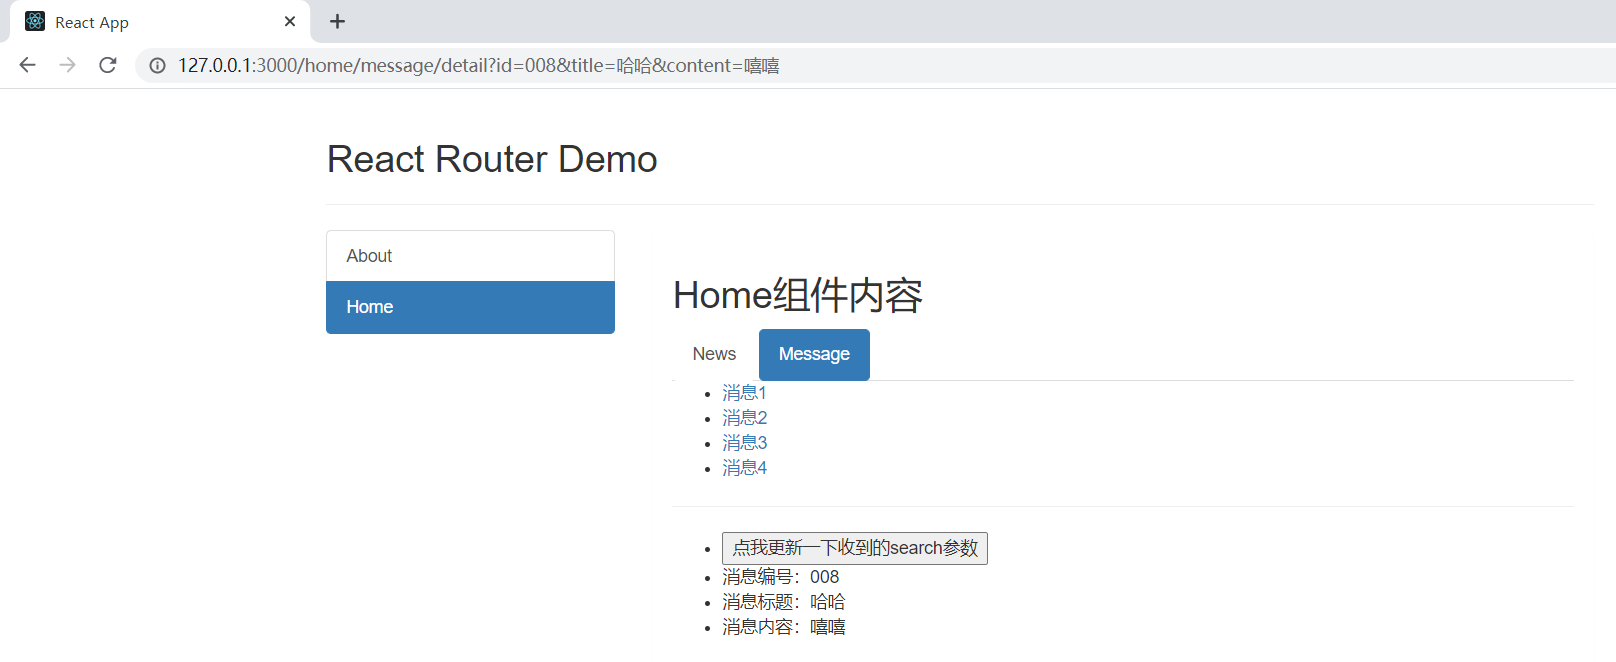 React App
127.0.0.1:3000/home/message/detail?id=008&title=哈哈&content=嘻嘻
React Router Demo
About
Home
Home组件内容
News Message
消息1
消息2
消息3
消息4
点我更新一下收到的search参数
消息编号：008
消息标题：哈哈
消息内容：嘻嘻